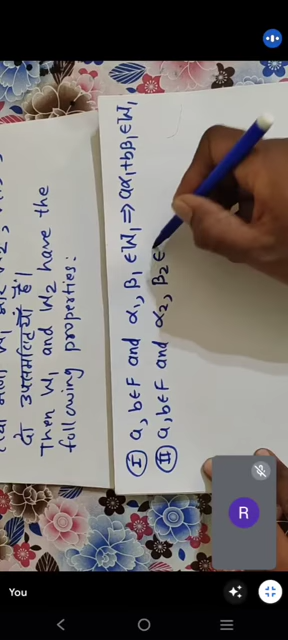 दो उपसमष्टियाँ हैं।
Then W₁ and W₂ have the
following properties:
Ⓘ a, b∈F and α₁, β₁ ∈W₁ ⇒ aα₁+bβ₁∈W₁
Ⓘⓘ a, b∈F and α₂, β₂ ∈
R
You